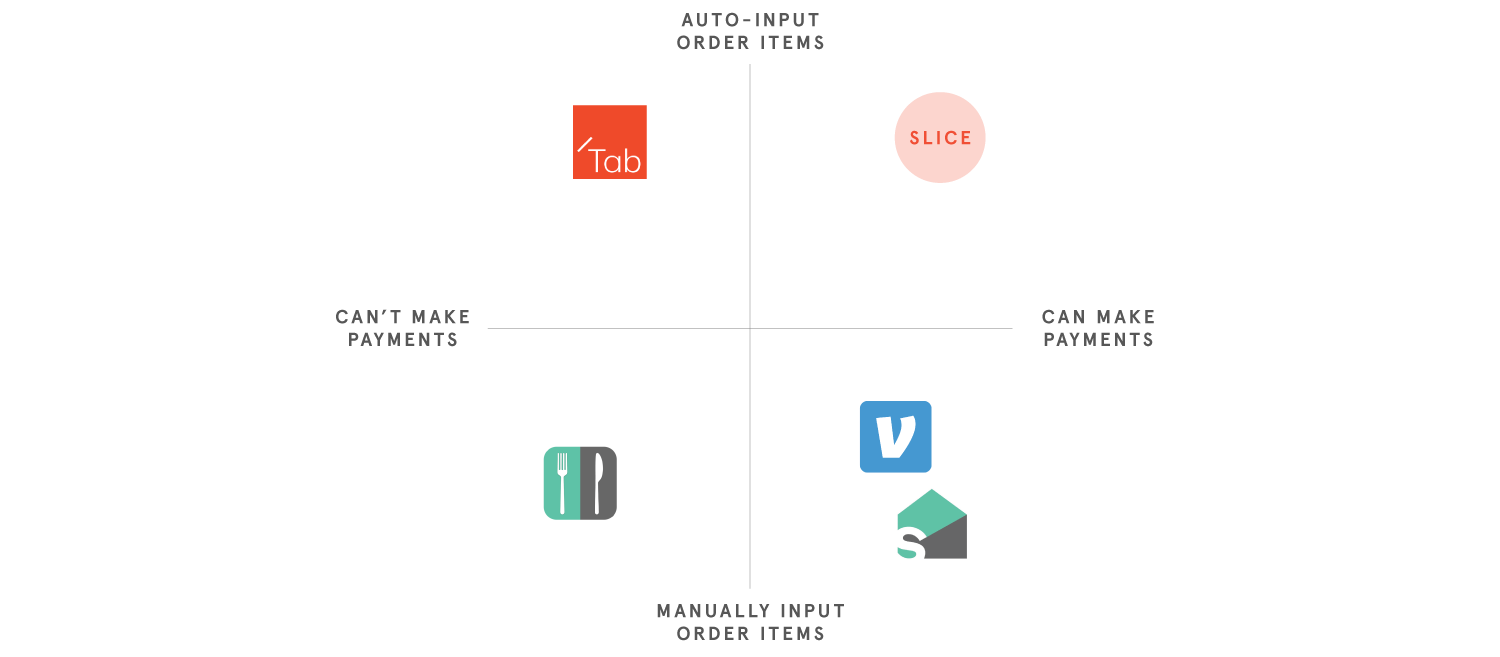 AUTO-INPUT
ORDER ITEMS
Tab
SLICE
CAN’T MAKE
PAYMENTS
CAN MAKE
PAYMENTS
V
S
MANUALLY INPUT
ORDER ITEMS